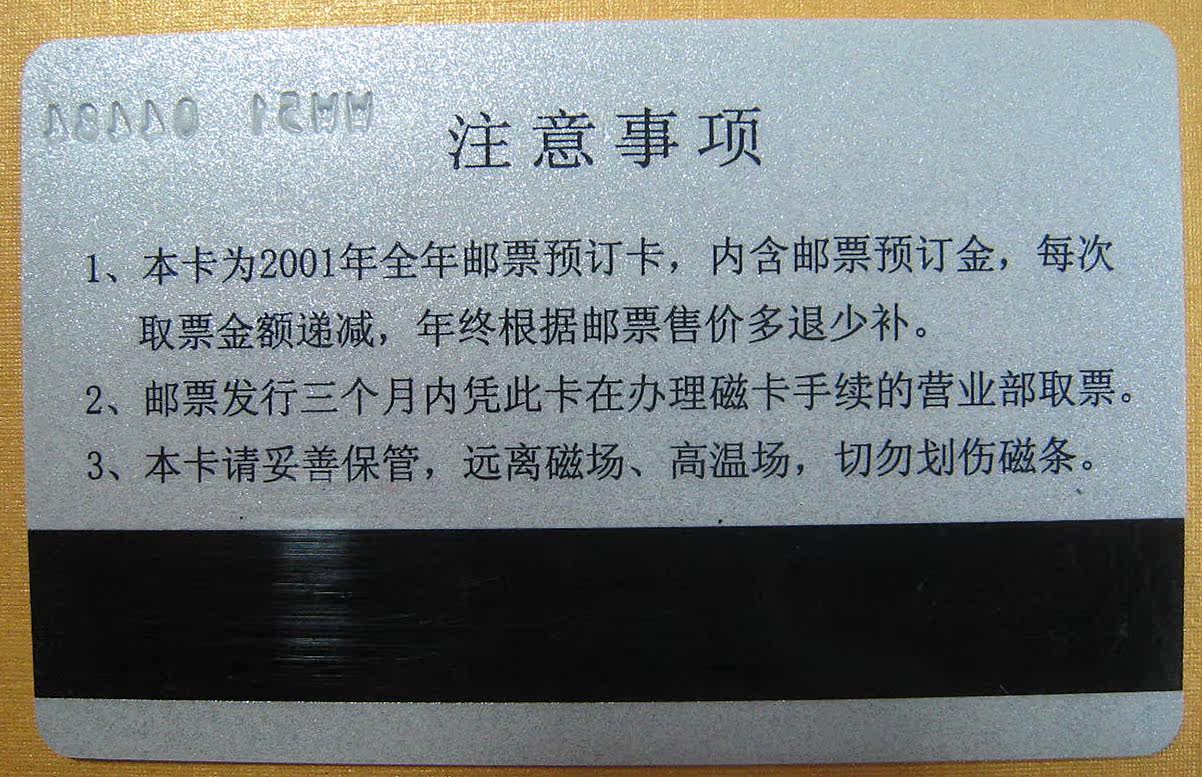 WW51 04484
注意事项
1、本卡为2001年全年邮票预订卡，内含邮票预订金，每次
取票金额递减，年终根据邮票售价多退少补。
2、邮票发行三个月内凭此卡在办理磁卡手续的营业部取票。
3、本卡请妥善保管，远离磁场、高温场，切勿划伤磁条。